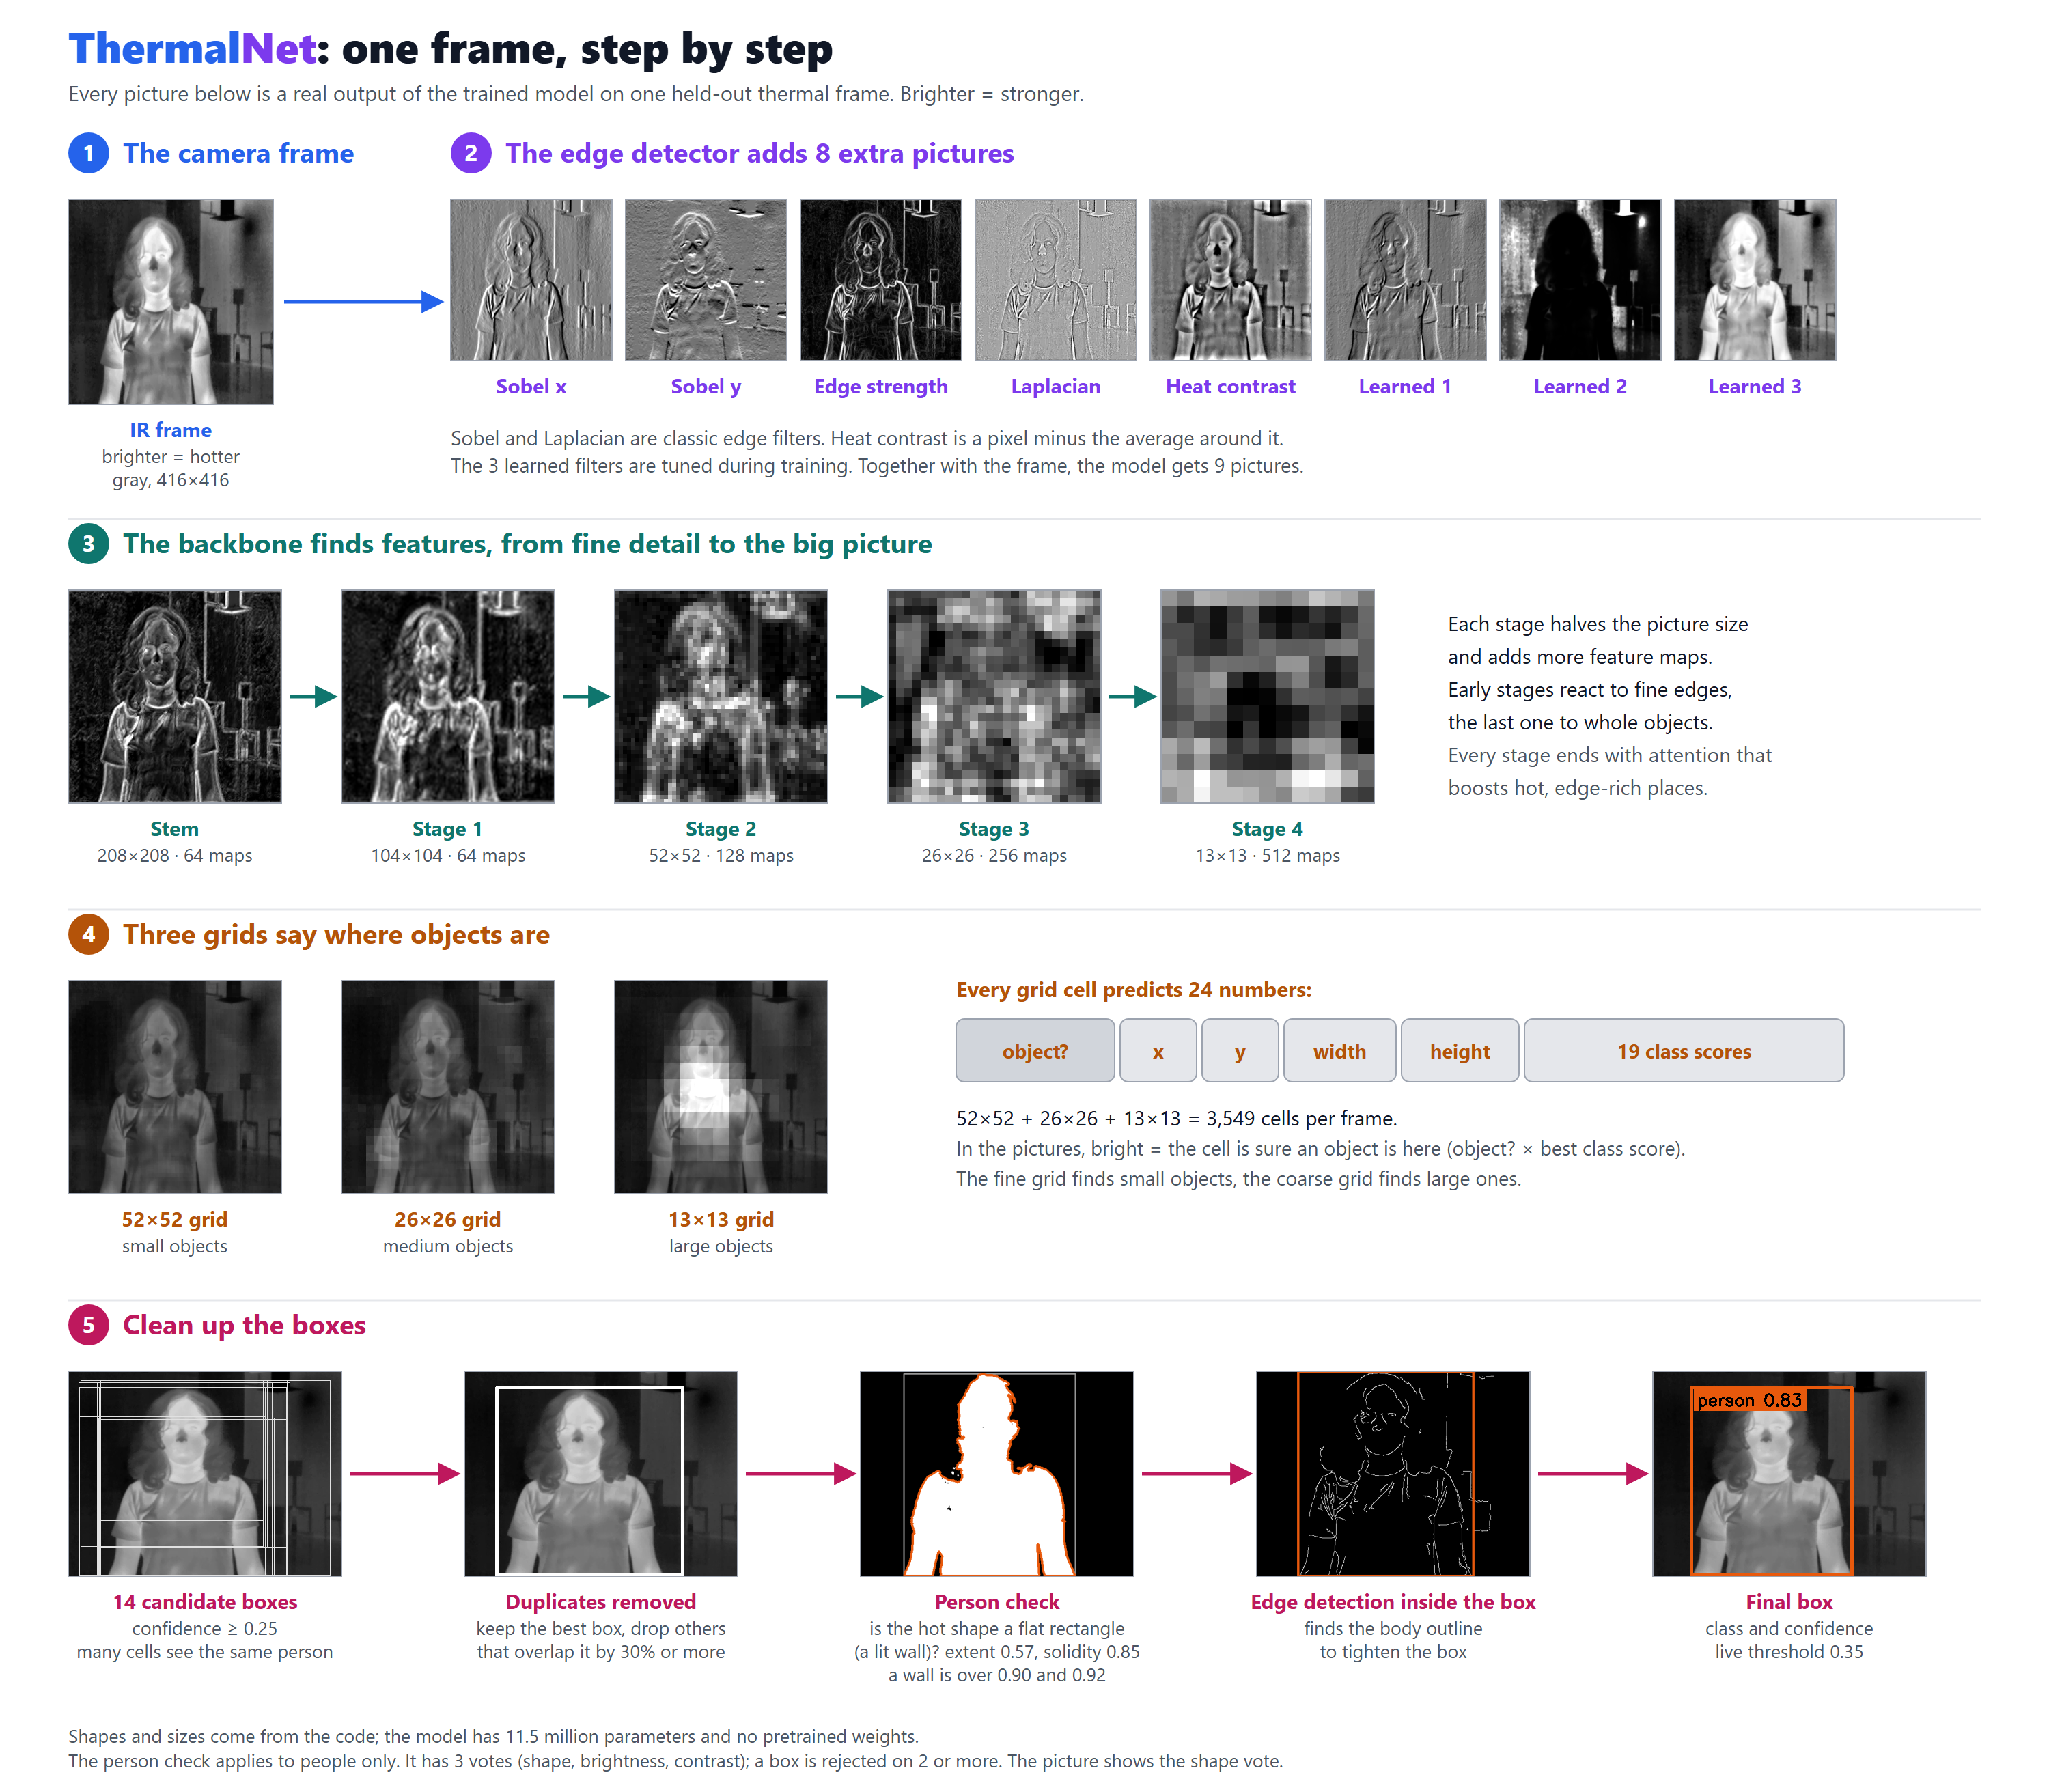 ThermalNet: one frame, step by step
Every picture below is a real output of the trained model on one held-out thermal frame. Brighter = stronger.
1 The camera frame
2 The edge detector adds 8 extra pictures
IR frame
brighter = hotter
gray, 416×416
Sobel x
Sobel y
Edge strength
Laplacian
Heat contrast
Learned 1
Learned 2
Learned 3
Sobel and Laplacian are classic edge filters. Heat contrast is a pixel minus the average around it.
The 3 learned filters are tuned during training. Together with the frame, the model gets 9 pictures.
3 The backbone finds features, from fine detail to the big picture
Stem
208×208 · 64 maps
Stage 1
104×104 · 64 maps
Stage 2
52×52 · 128 maps
Stage 3
26×26 · 256 maps
Stage 4
13×13 · 512 maps
Each stage halves the picture size
and adds more feature maps.
Early stages react to fine edges,
the last one to whole objects.
Every stage ends with attention that
boosts hot, edge-rich places.
4 Three grids say where objects are
52×52 grid
small objects
26×26 grid
medium objects
13×13 grid
large objects
Every grid cell predicts 24 numbers:
object? x y width height 19 class scores
52×52 + 26×26 + 13×13 = 3,549 cells per frame.
In the pictures, bright = the cell is sure an object is here (object? × best class score).
The fine grid finds small objects, the coarse grid finds large ones.
5 Clean up the boxes
14 candidate boxes
confidence ≥ 0.25
many cells see the same person
Duplicates removed
keep the best box, drop others
that overlap it by 30% or more
Person check
is the hot shape a flat rectangle
(a lit wall)? extent 0.57, solidity 0.85
a wall is over 0.90 and 0.92
Edge detection inside the box
finds the body outline
to tighten the box
person 0.83
Final box
class and confidence
live threshold 0.35
Shapes and sizes come from the code; the model has 11.5 million parameters and no pretrained weights.
The person check applies to people only. It has 3 votes (shape, brightness, contrast); a box is rejected on 2 or more. The picture shows the shape vote.